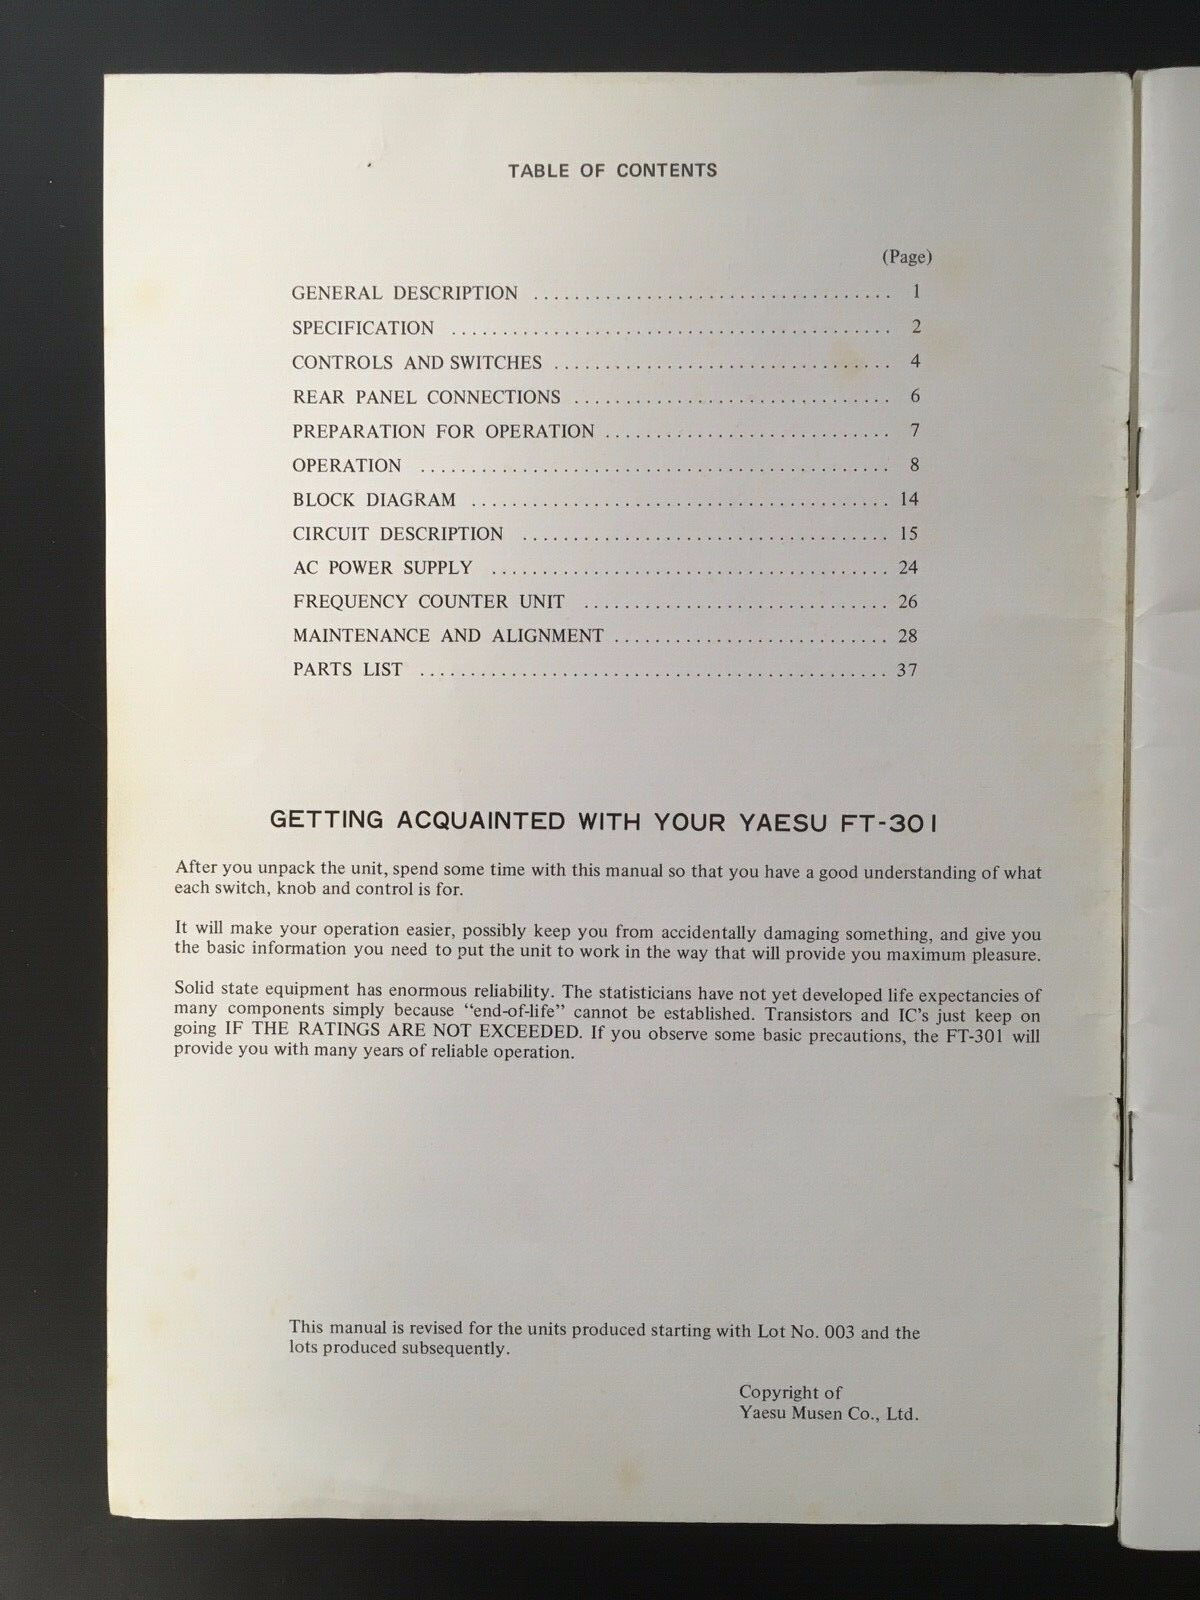 TABLE OF CONTENTS
(Page)
GENERAL DESCRIPTION ................................... 1
SPECIFICATION ........................................... 2
CONTROLS AND SWITCHES ................................. 4
REAR PANEL CONNECTIONS ............................... 6
PREPARATION FOR OPERATION ............................ 7
OPERATION .............................................. 8
BLOCK DIAGRAM ......................................... 14
CIRCUIT DESCRIPTION .................................... 15
AC POWER SUPPLY ....................................... 24
FREQUENCY COUNTER UNIT .............................. 26
MAINTENANCE AND ALIGNMENT ........................... 28
PARTS LIST .............................................. 37
GETTING ACQUAINTED WITH YOUR YAESU FT-301
After you unpack the unit, spend some time with this manual so that you have a good understanding of what
each switch, knob and control is for.
It will make your operation easier, possibly keep you from accidentally damaging something, and give you
the basic information you need to put the unit to work in the way that will provide you maximum pleasure.
Solid state equipment has enormous reliability. The statisticians have not yet developed life expectancies of
many components simply because “end-of-life” cannot be established. Transistors and IC's just keep on
going IF THE RATINGS ARE NOT EXCEEDED. If you observe some basic precautions, the FT-301 will
provide you with many years of reliable operation.
This manual is revised for the units produced starting with Lot No. 003 and the
lots produced subsequently.
Copyright of
Yaesu Musen Co., Ltd.